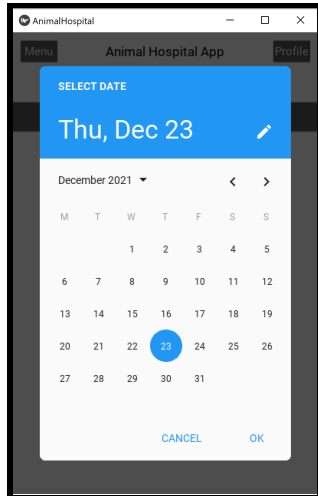 AnimalHospital
Menu Animal Hospital App Profile
SELECT DATE
Thu, Dec 23
December 2021
M T W T F S S
1 2 3 4 5
6 7 8 9 10 11 12
13 14 15 16 17 18 19
20 21 22 23 24 25 26
27 28 29 30 31
CANCEL OK